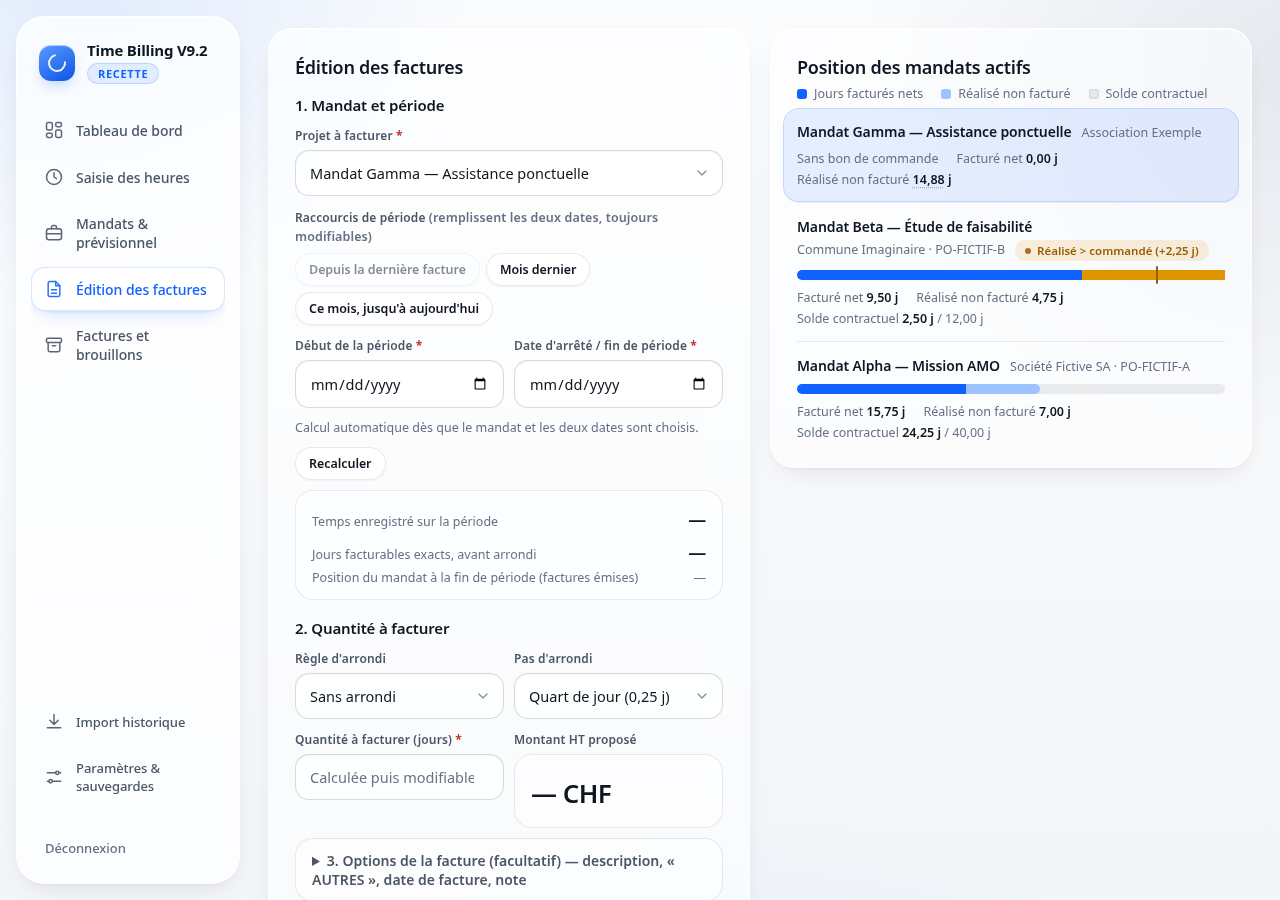 Time Billing V9.2
RECETTE
Tableau de bord
Saisie des heures
Mandats &
prévisionnel
Édition des factures
Factures et
brouillons
Import historique
Paramètres &
sauvegardes
Déconnexion
Édition des factures
1. Mandat et période
Projet à facturer *
Mandat Gamma — Assistance ponctuelle
Raccourcis de période (remplissent les deux dates, toujours
modifiables)
Depuis la dernière facture
Mois dernier
Ce mois, jusqu'à aujourd'hui
Début de la période *
Date d'arrêté / fin de période *
mm/dd/yyyy
mm/dd/yyyy
Calcul automatique dès que le mandat et les deux dates sont choisis.
Recalculer
Temps enregistré sur la période —
Jours facturables exacts, avant arrondi —
Position du mandat à la fin de période (factures émises) —
2. Quantité à facturer
Règle d'arrondi
Pas d'arrondi
Sans arrondi
Quart de jour (0,25 j)
Quantité à facturer (jours) *
Montant HT proposé
Calculée puis modifiable
— CHF
3. Options de la facture (facultatif) — description, «
AUTRES », date de facture, note
Position des mandats actifs
Jours facturés nets
Réalisé non facturé
Solde contractuel
Mandat Gamma — Assistance ponctuelle Association Exemple
Sans bon de commande Facturé net 0,00 j
Réalisé non facturé 14,88 j
Mandat Beta — Étude de faisabilité
Commune Imaginaire · PO-FICTIF-B Réalisé > commandé (+2,25 j)
Facturé net 9,50 j Réalisé non facturé 4,75 j
Solde contractuel 2,50 j / 12,00 j
Mandat Alpha — Mission AMO Société Fictive SA · PO-FICTIF-A
Facturé net 15,75 j Réalisé non facturé 7,00 j
Solde contractuel 24,25 j / 40,00 j